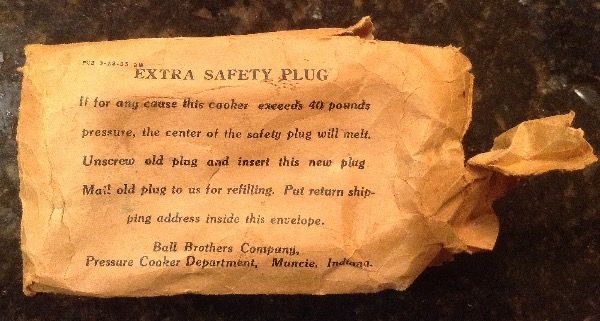 EXTRA SAFETY PLUG
If for any cause this cooker exceeds 40 pounds
pressure, the center of the safety plug will melt.
Unscrew old plug and insert this new plug
Mail old plug to us for refilling. Put return ship-
ping address inside this envelope.
Ball Brothers Company,
Pressure Cooker Department, Muncie, Indiana.